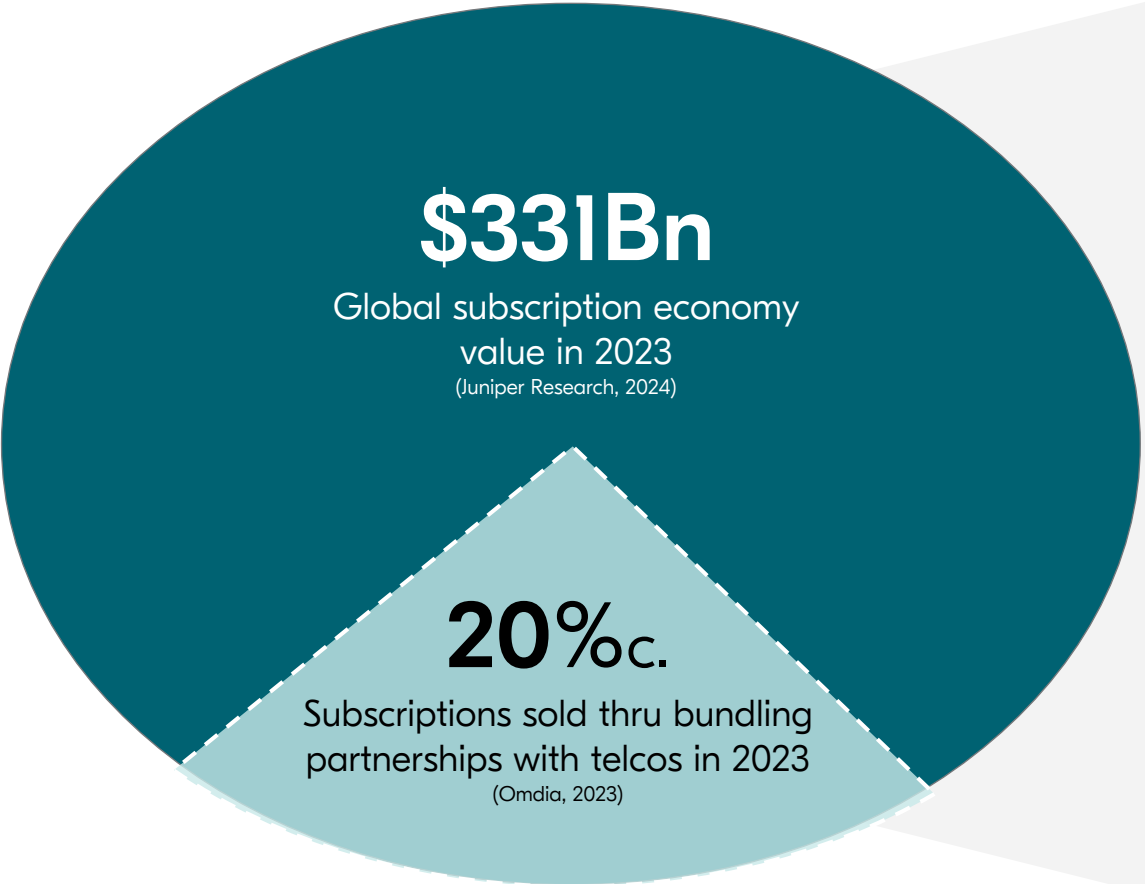 $331Bn
Global subscription economy
value in 2023
(Juniper Research, 2024)
20%c.
Subscriptions sold thru bundling
partnerships with telcos in 2023
(Omdia, 2023)